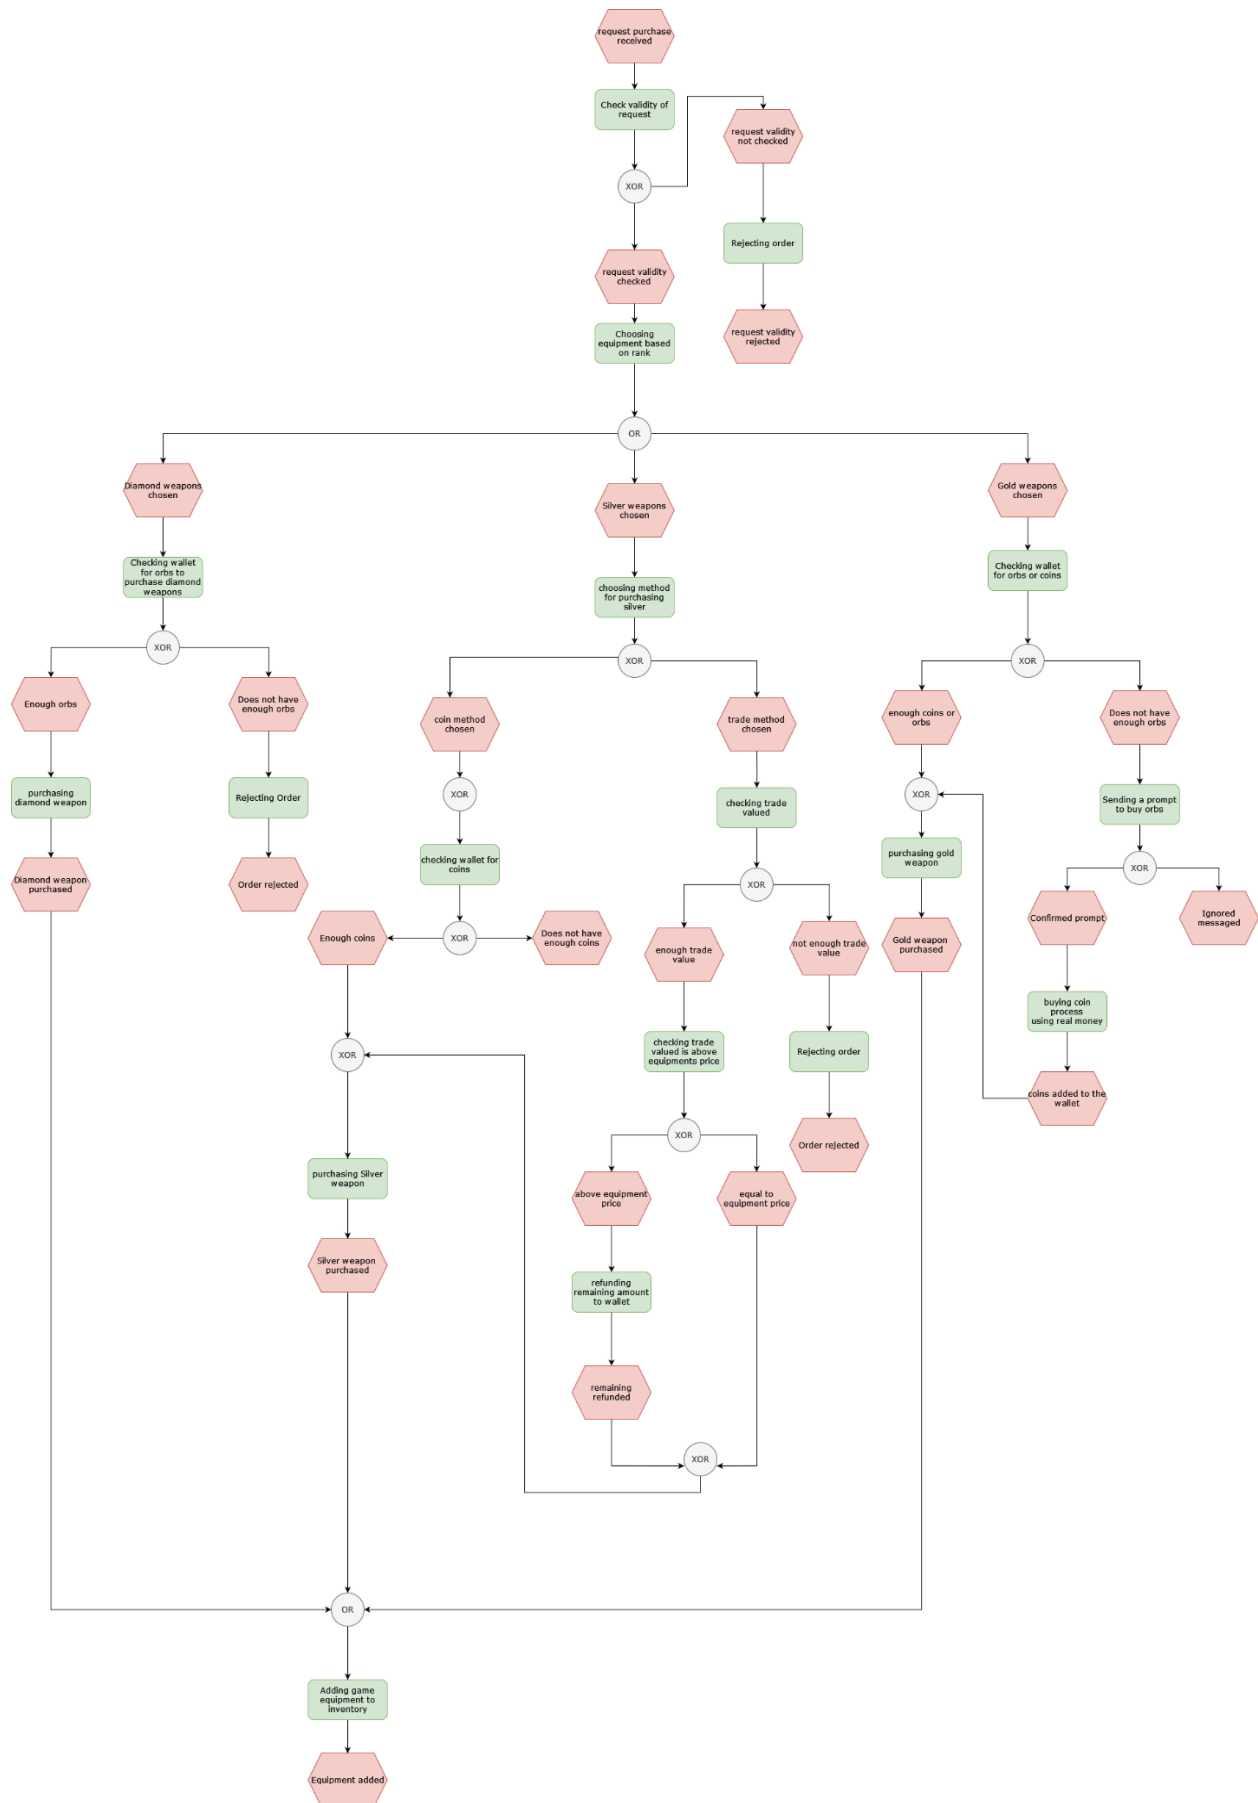 request purchase
received
Check validity of
request
request validity
not checked
XOR
Rejecting order
request validity
checked
request validity
rejected
Choosing
equipment based
on rank
OR
Diamond weapons
chosen
Silver weapons
chosen
Gold weapons
chosen
Checking wallet
for orbs to
purchase diamond
weapons
choosing method
for purchasing
silver
Checking wallet
for orbs or coins
XOR
XOR
XOR
Enough orbs
Does not have
enough orbs
coin method
chosen
trade method
chosen
enough coins or
orbs
Does not have
enough orbs
purchasing
diamond weapon
Rejecting Order
XOR
checking trade
valued
XOR
Sending a prompt
to buy orbs
Diamond weapon
purchased
Order rejected
checking wallet for
coins
XOR
purchasing gold
weapon
XOR
Enough coins
XOR
Does not have
enough coins
enough trade
value
not enough trade
value
Gold weapon
purchased
Confirmed prompt
Ignored
messaged
buying coin
process
using real money
XOR
checking trade
valued is above
equipments price
Rejecting order
coins added to the
wallet
XOR
Order rejected
purchasing Silver
weapon
above equipment
price
equal to
equipment price
Silver weapon
purchased
refunding
remaining amount
to wallet
remaining
refunded
XOR
OR
Adding game
equipment to
inventory
Equipment added